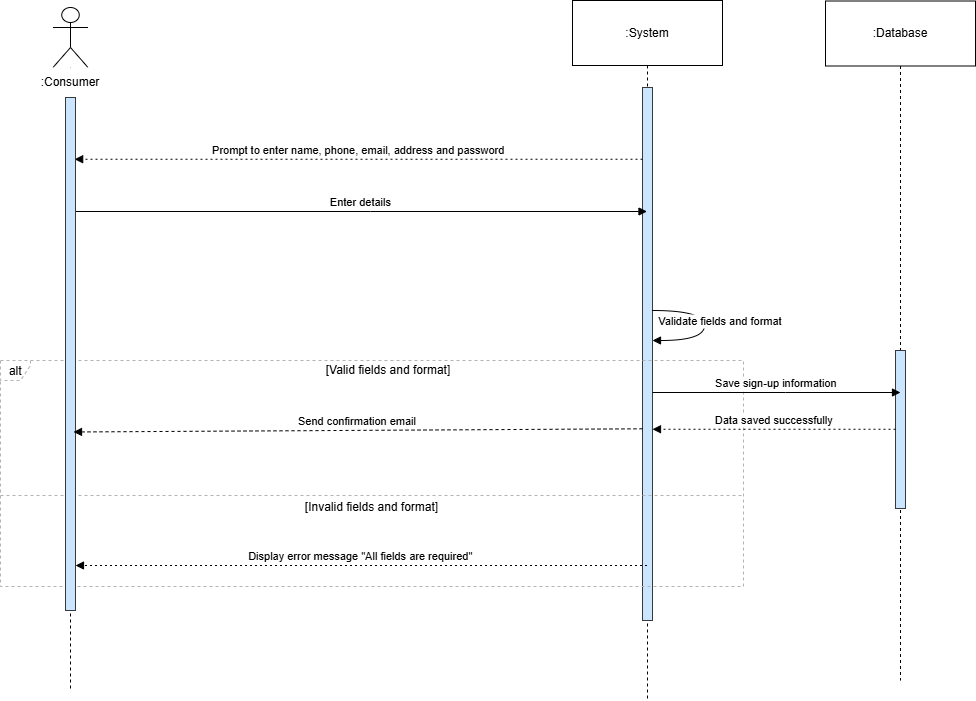 :System
:Database
:Consumer
Prompt to enter name, phone, email, address and password
Enter details
Validate fields and format
alt
[Valid fields and format]
Save sign-up information
Send confirmation email
Data saved successfully
[Invalid fields and format]
Display error message "All fields are required"